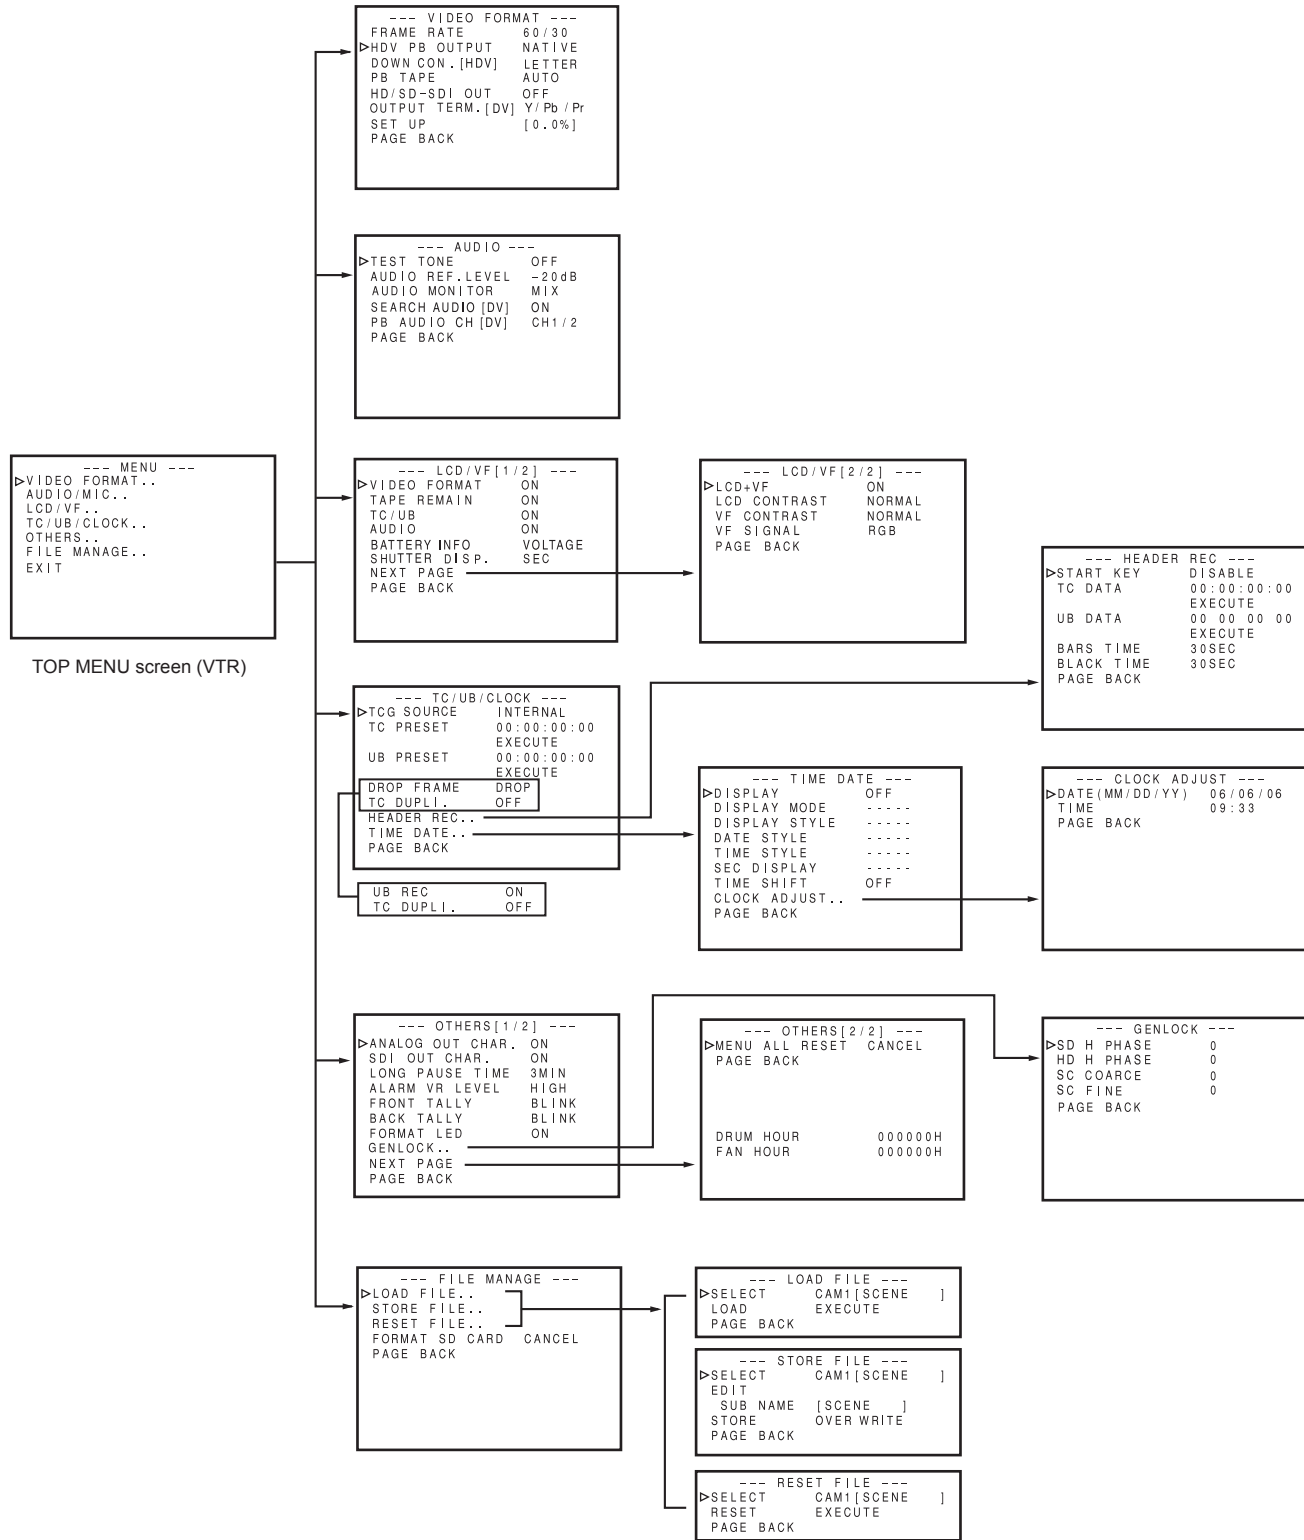 --- VIDEO FORMAT ---
FRAME RATE 60/30
▷HDV PB OUTPUT NATIVE
DOWN CON.[HDV] LETTER
PB TAPE AUTO
HD/SD-SDI OUT OFF
OUTPUT TERM.[DV] Y/Pb/Pr
SET UP [0.0%]
PAGE BACK
--- AUDIO ---
▷TEST TONE OFF
AUDIO REF.LEVEL -20dB
AUDIO MONITOR MIX
SEARCH AUDIO[DV] ON
PB AUDIO CH[DV] CH1/2
PAGE BACK
--- MENU ---
▷VIDEO FORMAT..
AUDIO/MIC..
LCD/VF..
TC/UB/CLOCK..
OTHERS..
FILE MANAGE..
EXIT
TOP MENU screen (VTR)
--- LCD/VF[1/2] ---
▷VIDEO FORMAT ON
TAPE REMAIN ON
TC/UB ON
AUDIO ON
BATTERY INFO VOLTAGE
SHUTTER DISP. SEC
NEXT PAGE
PAGE BACK
--- LCD/VF[2/2] ---
▷LCD+VF ON
LCD CONTRAST NORMAL
VF CONTRAST NORMAL
VF SIGNAL RGB
PAGE BACK
--- HEADER REC ---
▷START KEY DISABLE
TC DATA 00:00:00:00
EXECUTE
UB DATA 00 00 00 00
EXECUTE
BARS TIME 30SEC
BLACK TIME 30SEC
PAGE BACK
--- TC/UB/CLOCK ---
▷TCG SOURCE INTERNAL
TC PRESET 00:00:00:00
EXECUTE
UB PRESET 00:00:00:00
EXECUTE
DROP FRAME DROP
TC DUPLI. OFF
HEADER REC..
TIME DATE..
PAGE BACK
UB REC ON
TC DUPLI. OFF
--- TIME DATE ---
▷DISPLAY OFF
DISPLAY MODE -----
DISPLAY STYLE -----
DATE STYLE -----
TIME STYLE -----
SEC DISPLAY -----
TIME SHIFT OFF
CLOCK ADJUST..
PAGE BACK
--- CLOCK ADJUST ---
▷DATE(MM/DD/YY) 06/06/06
TIME 09:33
PAGE BACK
--- OTHERS[1/2] ---
▷ANALOG OUT CHAR. ON
SDI OUT CHAR. ON
LONG PAUSE TIME 3MIN
ALARM VR LEVEL HIGH
FRONT TALLY BLINK
BACK TALLY BLINK
FORMAT LED ON
GENLOCK..
NEXT PAGE
PAGE BACK
--- OTHERS[2/2] ---
▷MENU ALL RESET CANCEL
PAGE BACK
DRUM HOUR 000000H
FAN HOUR 000000H
--- GENLOCK ---
▷SD H PHASE 0
HD H PHASE 0
SC COARCE 0
SC FINE 0
PAGE BACK
--- FILE MANAGE ---
▷LOAD FILE..
STORE FILE..
RESET FILE..
FORMAT SD CARD CANCEL
PAGE BACK
--- LOAD FILE ---
▷SELECT CAM1[SCENE ]
LOAD EXECUTE
PAGE BACK
--- STORE FILE ---
▷SELECT CAM1[SCENE ]
EDIT
SUB NAME [SCENE ]
STORE OVER WRITE
PAGE BACK
--- RESET FILE ---
▷SELECT CAM1[SCENE ]
RESET EXECUTE
PAGE BACK